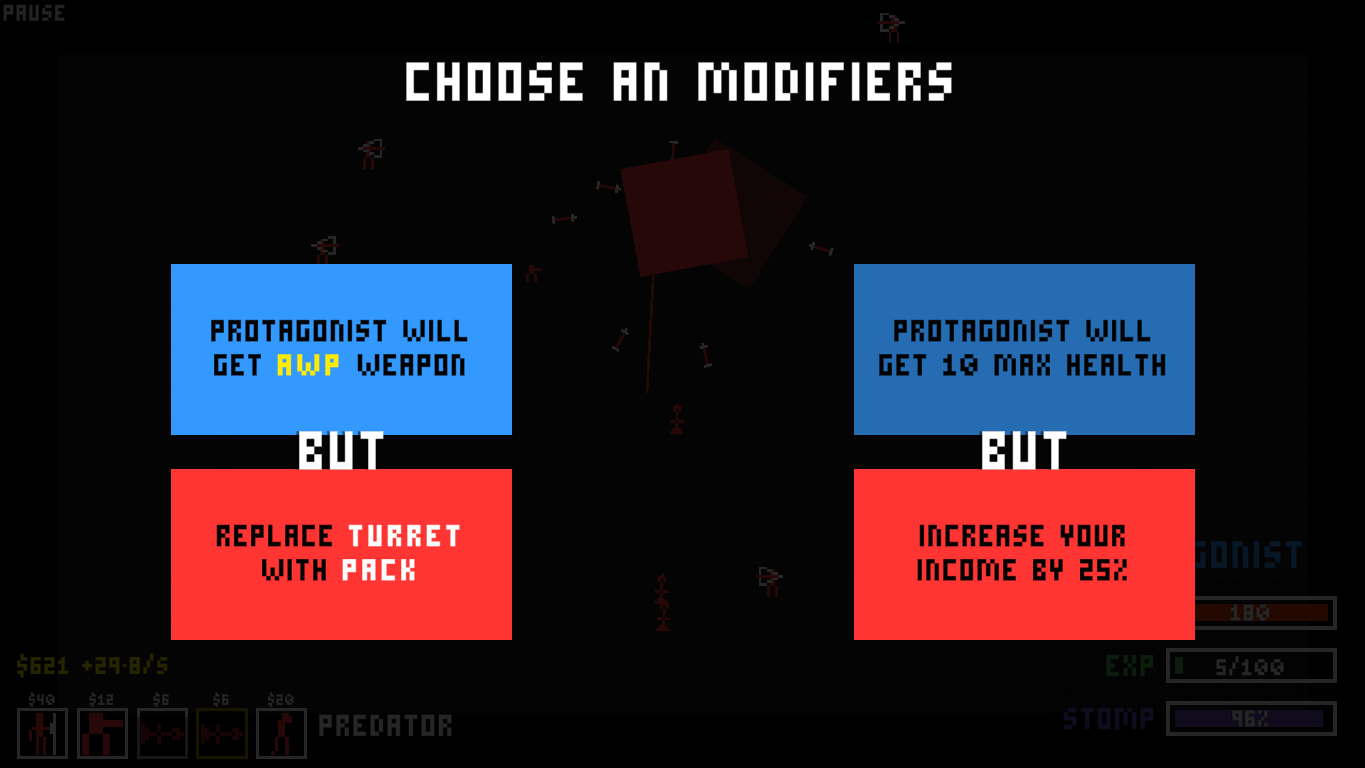 PAUSE
CHOOSE AN MODIFIERS
PROTAGONIST WILL
GET AWP WEAPON
BUT
REPLACE TURRET
WITH PACK
PROTAGONIST WILL
GET 10 MAX HEALTH
BUT
INCREASE YOUR
INCOME BY 25%
GONIST
180
EXP 5/100
STOMP 96%
$621 +29.8/S
$40 $12 $6 $6 $20
PREDATOR